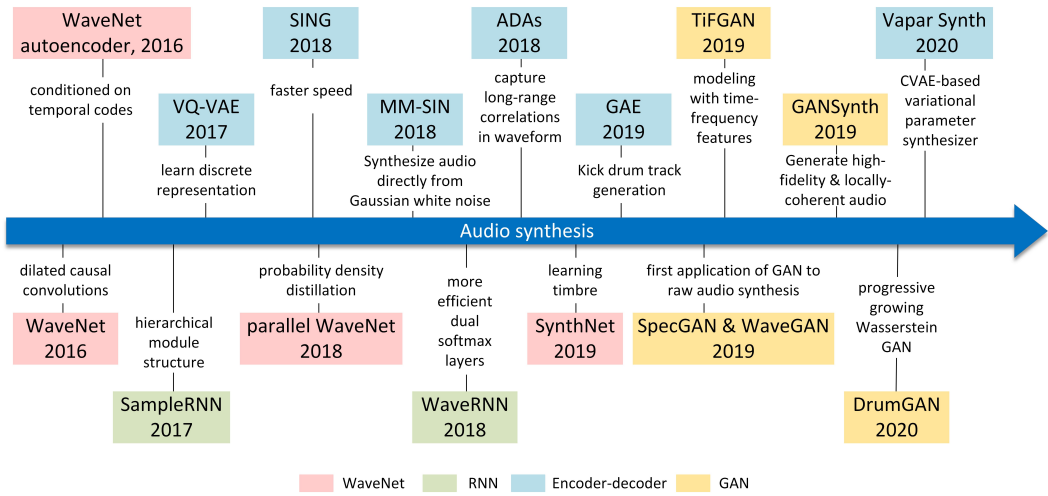 WaveNet
autoencoder, 2016
SING
2018
ADAs
2018
TiFGAN
2019
Vapar Synth
2020
conditioned on
temporal codes
VQ-VAE
2017
faster speed
MM-SIN
2018
capture
long-range
correlations
in waveform
GAE
2019
modeling
with time-
frequency
features
GANSynth
2019
CVAE-based
variational
parameter
synthesizer
learn discrete
representation
Synthesize audio
directly from
Gaussian white noise
Kick drum track
generation
Generate high-
fidelity & locally-
coherent audio
Audio synthesis
dilated causal
convolutions
WaveNet
2016
hierarchical
module
structure
SampleRNN
2017
probability density
distillation
parallel WaveNet
2018
more
efficient
dual
softmax
layers
WaveRNN
2018
learning
timbre
SynthNet
2019
first application of GAN to
raw audio synthesis
SpecGAN & WaveGAN
2019
progressive
growing
Wasserstein
GAN
DrumGAN
2020
WaveNet
RNN
Encoder-decoder
GAN